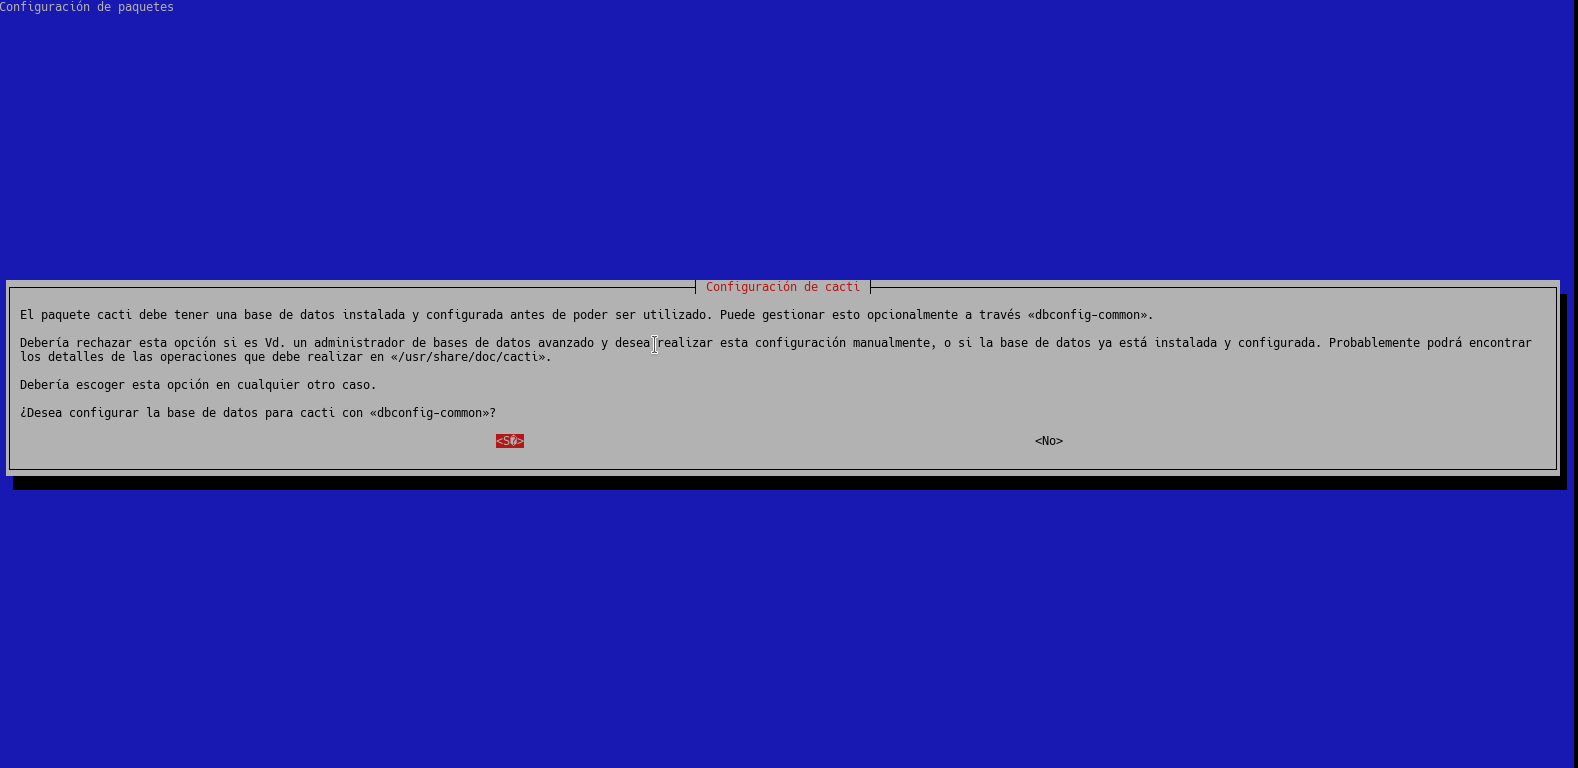 Configuración de paquetes
Configuración de cacti
El paquete cacti debe tener una base de datos instalada y configurada antes de poder ser utilizado. Puede gestionar esto opcionalmente a través «dbconfig-common».
Debería rechazar esta opción si es Vd. un administrador de bases de datos avanzado y desea realizar esta configuración manualmente, o si la base de datos ya está instalada y configurada. Probablemente podrá encontrar
los detalles de las operaciones que debe realizar en «/usr/share/doc/cacti».
Debería escoger esta opción en cualquier otro caso.
¿Desea configurar la base de datos para cacti con «dbconfig-common»?
<S�> <No>